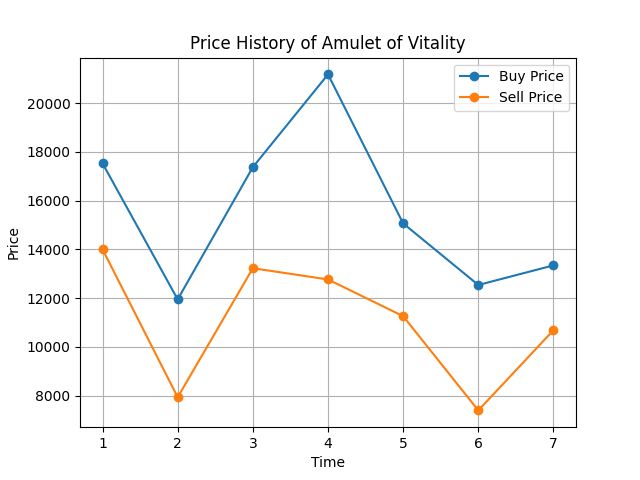 Price History of Amulet of Vitality
Buy Price
Sell Price
Price
20000
18000
16000
14000
12000
10000
8000
1 2 3 4 5 6 7
Time